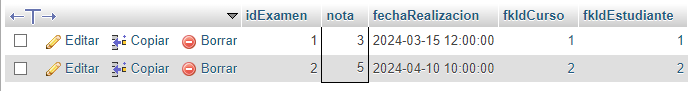 idExamen nota fechaRealizacion fkIdCurso fkIdEstudiante
Editar Copiar Borrar 1 3 2024-03-15 12:00:00 1 1
Editar Copiar Borrar 2 5 2024-04-10 10:00:00 2 2